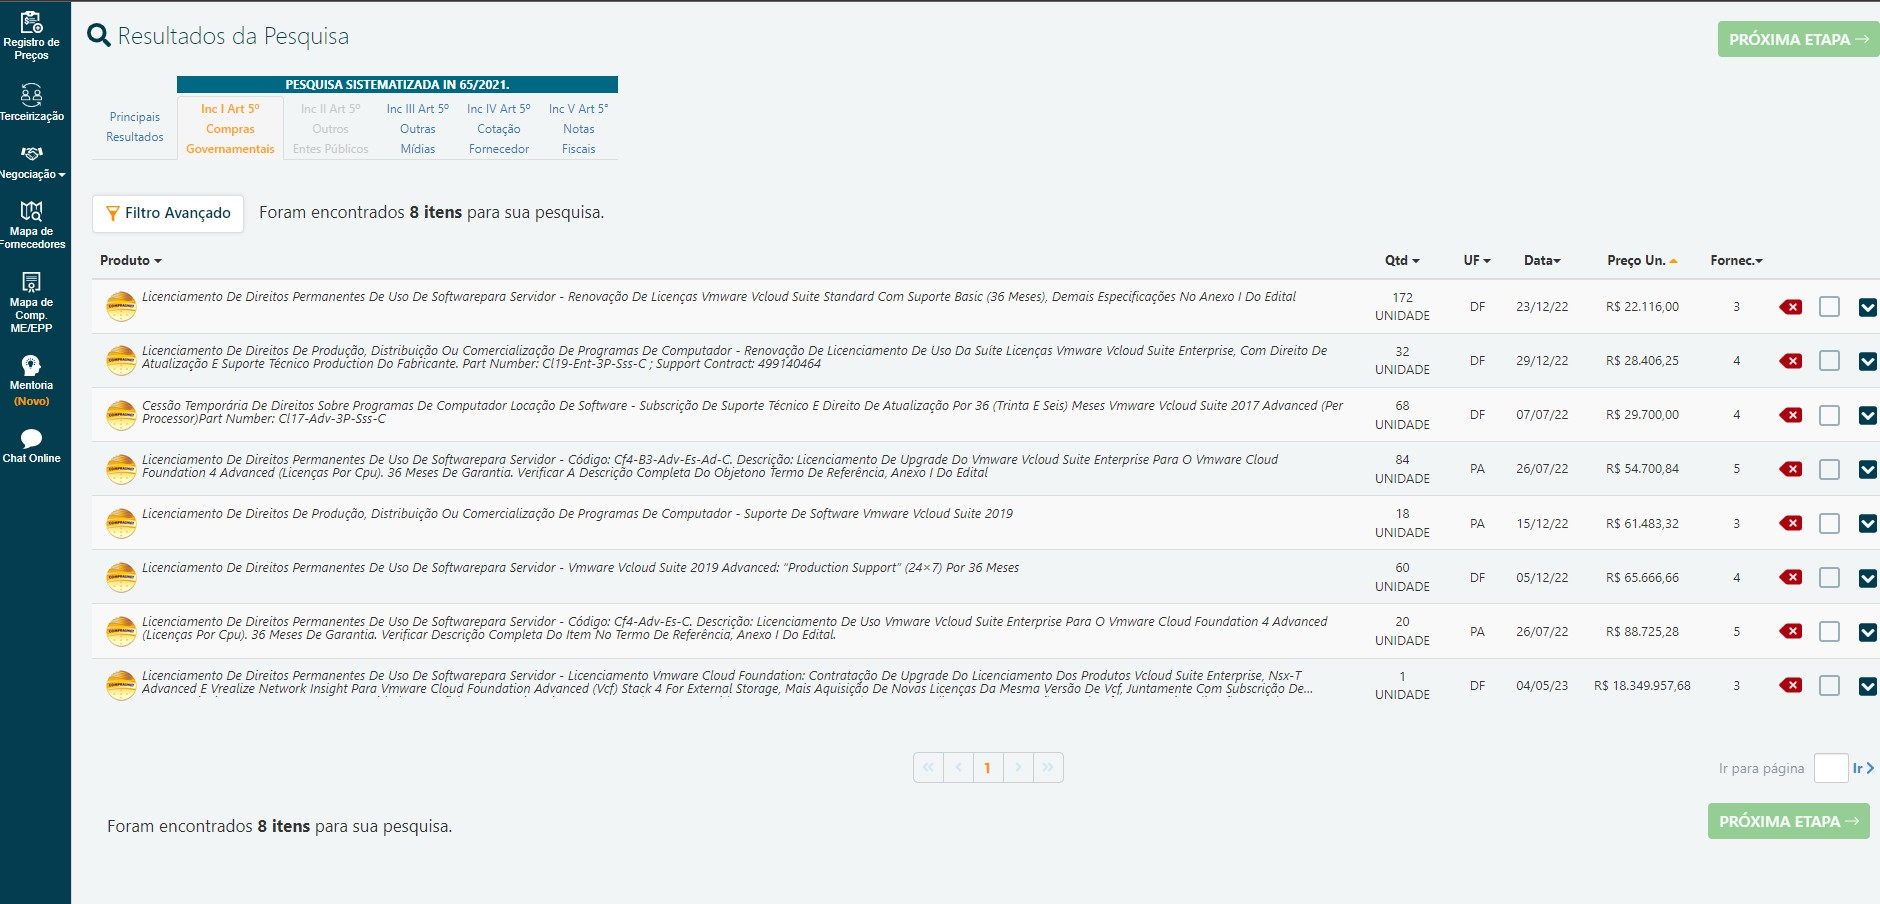 Registro de
Preços
Terceirização
Negociação
Mapa de
Fornecedores
Mapa de
Comp.
ME/EPP
Mentoria
(Novo)
Chat Online
Resultados da Pesquisa
PRÓXIMA ETAPA →
PESQUISA SISTEMATIZADA IN 65/2021.
Principais
Resultados
Inc I Art 5º
Compras
Governamentais
Inc II Art 5º
Outros
Entes Públicos
Inc III Art 5º
Outras
Mídias
Inc IV Art 5º
Cotação
Fornecedor
Inc V Art 5°
Notas
Fiscais
Filtro Avançado
Foram encontrados 8 itens para sua pesquisa.
Produto Qtd UF Data Preço Un. Fornec.
Licenciamento De Direitos Permanentes De Uso De Softwarepara Servidor - Renovação De Licenças Vmware Vcloud Suite Standard Com Suporte Basic (36 Meses), Demais Especificações No Anexo I Do Edital
172
UNIDADE
DF 23/12/22 R$ 22.116,00 3
Licenciamento De Direitos De Produção, Distribuição Ou Comercialização De Programas De Computador - Renovação De Licenciamento De Uso Da Suíte Licenças Vmware Vcloud Suite Enterprise, Com Direito De
Atualização E Suporte Técnico Production Do Fabricante. Part Number: Cl19-Ent-3P-Sss-C ; Support Contract: 499140464
32
UNIDADE
DF 29/12/22 R$ 28.406,25 4
Cessão Temporária De Direitos Sobre Programas De Computador Locação De Software - Subscrição De Suporte Técnico E Direito De Atualização Por 36 (Trinta E Seis) Meses Vmware Vcloud Suite 2017 Advanced (Per
Processor)Part Number: Cl17-Adv-3P-Sss-C
68
UNIDADE
DF 07/07/22 R$ 29.700,00 4
Licenciamento De Direitos Permanentes De Uso De Softwarepara Servidor - Código: Cf4-B3-Adv-Es-Ad-C. Descrição: Licenciamento De Upgrade Do Vmware Vcloud Suite Enterprise Para O Vmware Cloud
Foundation 4 Advanced (Licenças Por Cpu). 36 Meses De Garantia. Verificar A Descrição Completa Do Objetono Termo De Referência, Anexo I Do Edital
84
UNIDADE
PA 26/07/22 R$ 54.700,84 5
Licenciamento De Direitos De Produção, Distribuição Ou Comercialização De Programas De Computador - Suporte De Software Vmware Vcloud Suite 2019
18
UNIDADE
PA 15/12/22 R$ 61.483,32 3
Licenciamento De Direitos Permanentes De Uso De Softwarepara Servidor - Vmware Vcloud Suite 2019 Advanced: “Production Support” (24×7) Por 36 Meses
60
UNIDADE
DF 05/12/22 R$ 65.666,66 4
Licenciamento De Direitos Permanentes De Uso De Softwarepara Servidor - Código: Cf4-Adv-Es-C. Descrição: Licenciamento De Uso Vmware Vcloud Suite Enterprise Para O Vmware Cloud Foundation 4 Advanced
(Licenças Por Cpu). 36 Meses De Garantia. Verificar Descrição Completa Do Item No Termo De Referência, Anexo I Do Edital.
20
UNIDADE
PA 26/07/22 R$ 88.725,28 5
Licenciamento De Direitos Permanentes De Uso De Softwarepara Servidor - Licenciamento Vmware Cloud Foundation: Contratação De Upgrade Do Licenciamento Dos Produtos Vcloud Suite Enterprise, Nsx-T
Advanced E Vrealize Network Insight Para Vmware Cloud Foundation Advanced (Vcf) Stack 4 For External Storage, Mais Aquisição De Novas Licenças Da Mesma Versão De Vcf, Juntamente Com Subscrição De...
1
UNIDADE
DF 04/05/23 R$ 18.349.957,68 3
« ‹ 1 › »
Ir para página Ir
Foram encontrados 8 itens para sua pesquisa.
PRÓXIMA ETAPA →